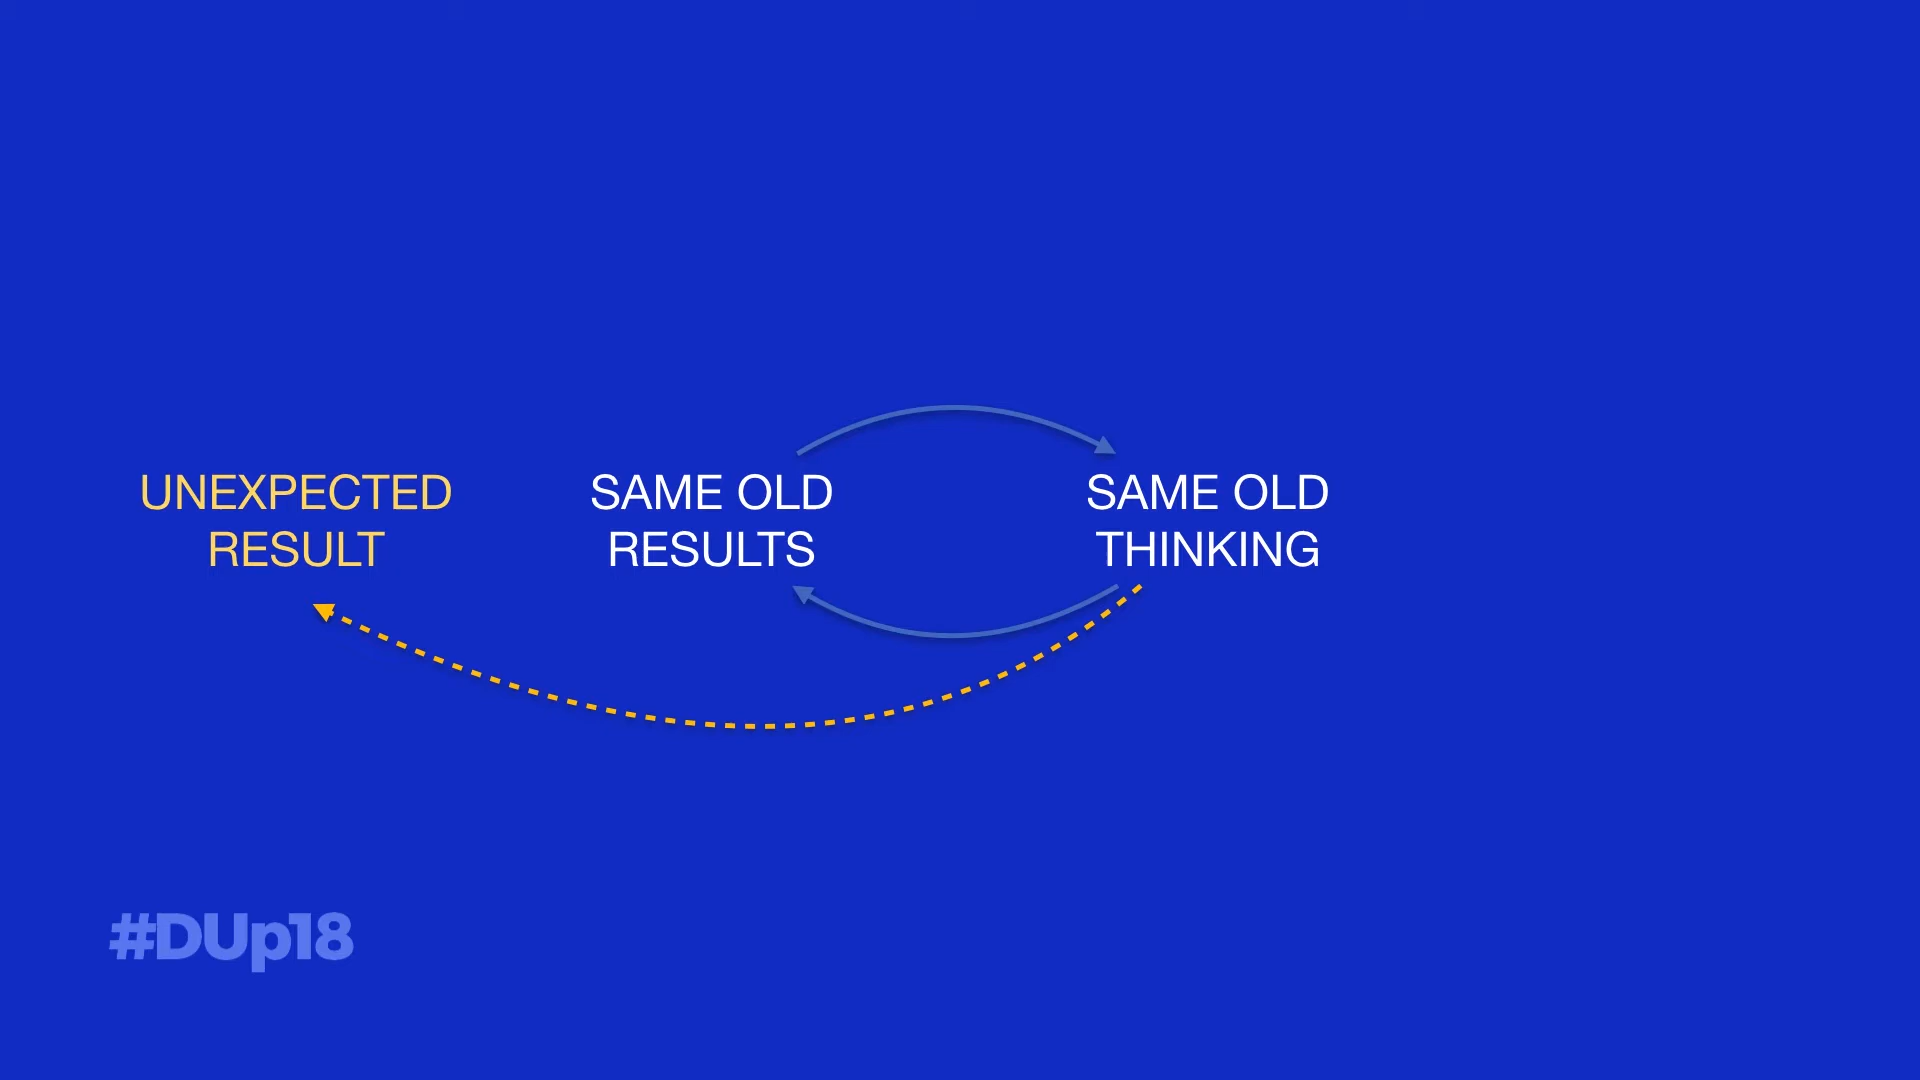 UNEXPECTED
RESULT
SAME OLD
RESULTS
SAME OLD
THINKING
#DUp18